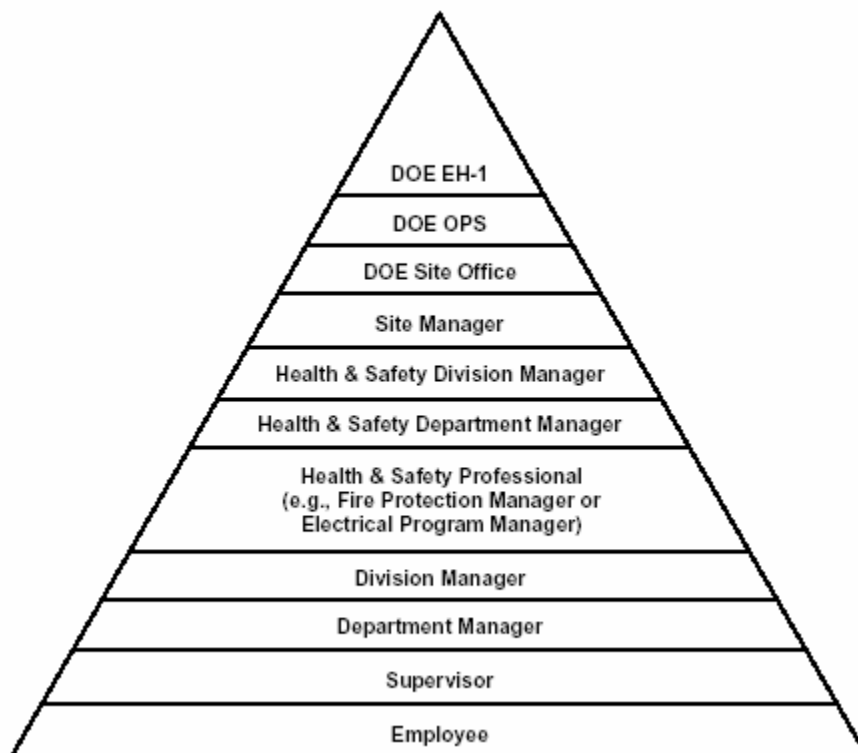 DOE EH-1
DOE OPS
DOE Site Office
Site Manager
Health & Safety Division Manager
Health & Safety Department Manager
Health & Safety Professional
(e.g., Fire Protection Manager or
Electrical Program Manager)
Division Manager
Department Manager
Supervisor
Employee